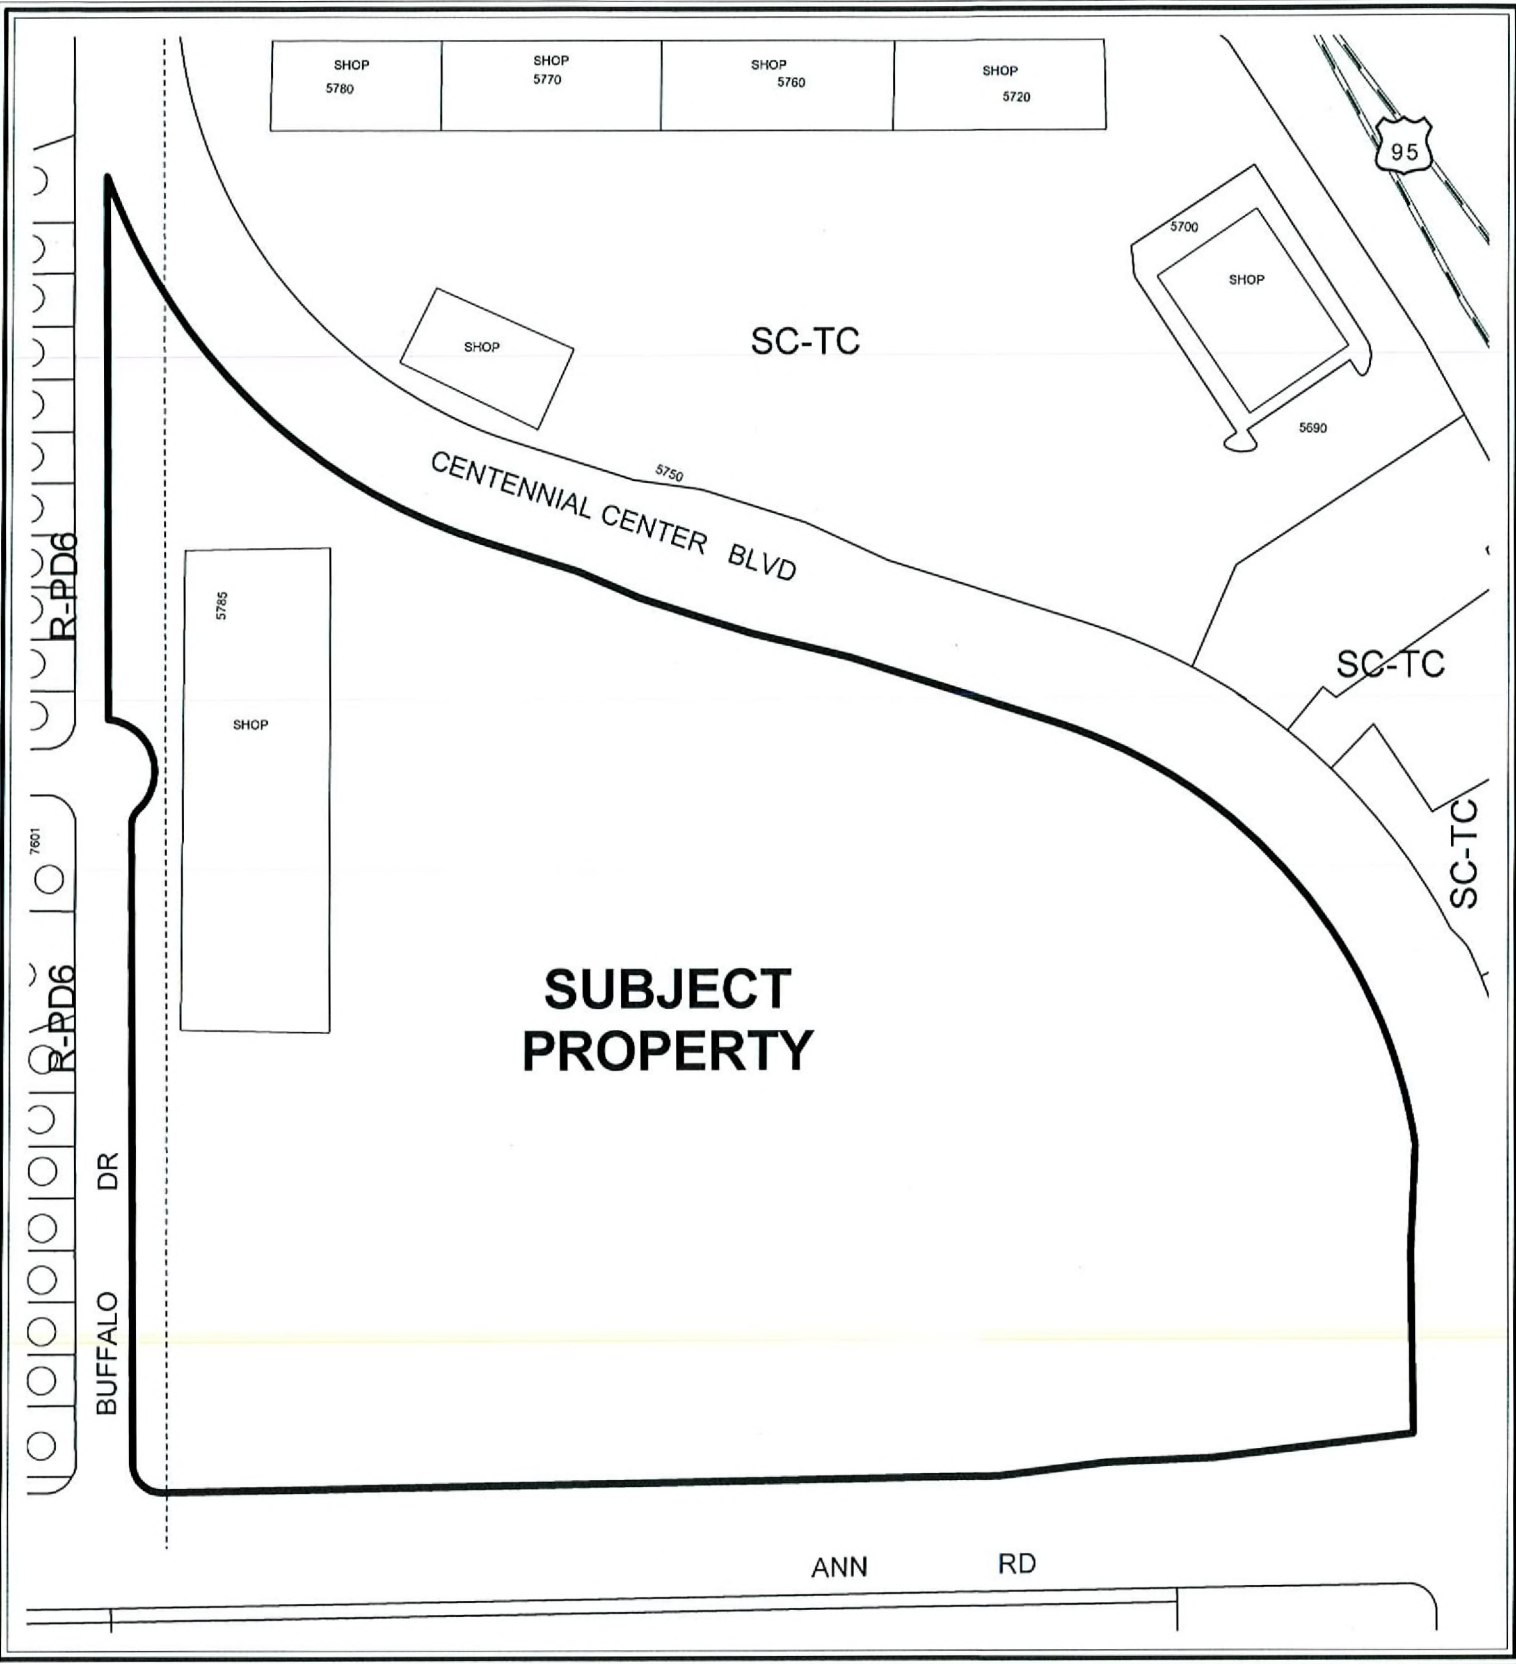 SHOP
5780
SHOP
5770
SHOP
5760
SHOP
5720
95
5700
SHOP
SHOP
SC-TC
5690
5750
CENTENNIAL CENTER BLVD
R-PD6
5785
SHOP
SC-TC
SC-TC
7601
R-PD6
SUBJECT
PROPERTY
BUFFALO DR
ANN RD